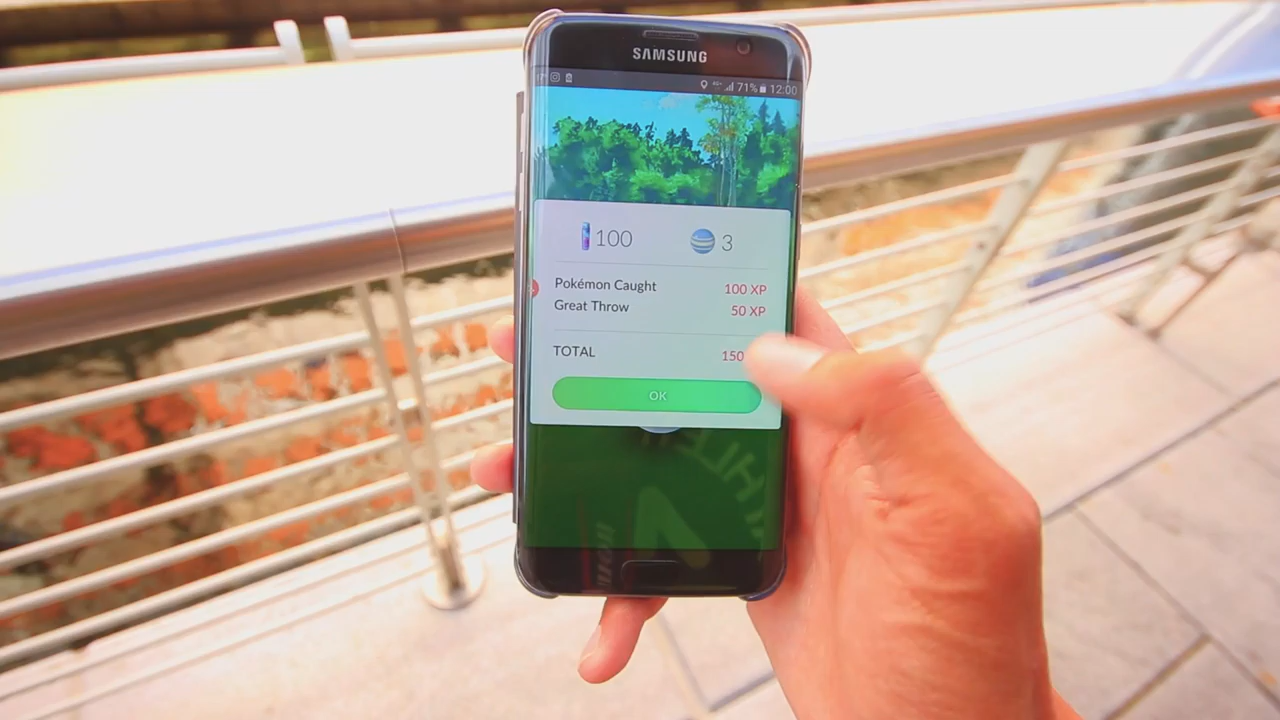 SAMSUNG
71% 12:00
100 3
Pokémon Caught 100 XP
Great Throw 50 XP
TOTAL 150
OK